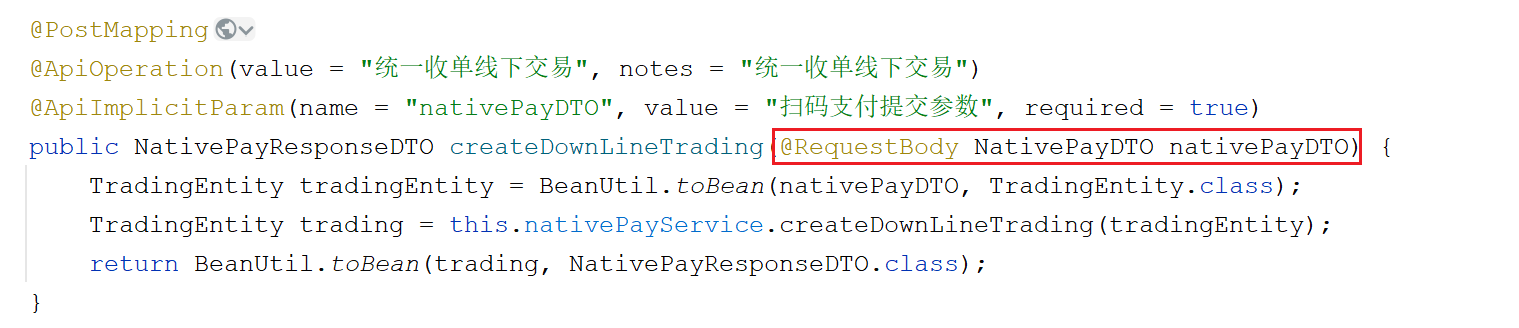 @PostMapping
@ApiOperation(value = "统一收单线下交易", notes = "统一收单线下交易")
@ApiImplicitParam(name = "nativePayDTO", value = "扫码支付提交参数", required = true)
public NativePayResponseDTO createDownLineTrading(@RequestBody NativePayDTO nativePayDTO) {
    TradingEntity tradingEntity = BeanUtil.toBean(nativePayDTO, TradingEntity.class);
    TradingEntity trading = this.nativePayService.createDownLineTrading(tradingEntity);
    return BeanUtil.toBean(trading, NativePayResponseDTO.class);
}